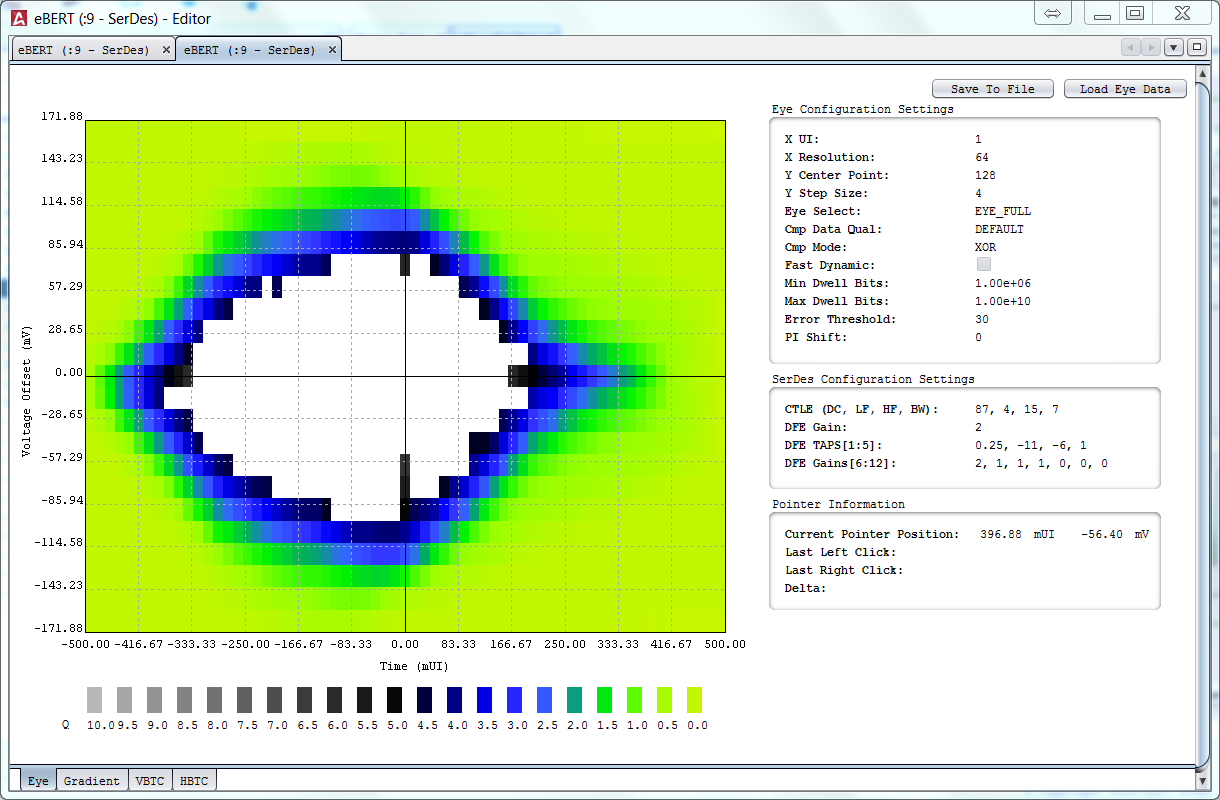 eBERT (:9 - SerDes) - Editor
eBERT (:9 - SerDes) eBERT (:9 - SerDes)
Save To File Load Eye Data
Eye Configuration Settings
X UI: 1
X Resolution: 64
Y Center Point: 128
Y Step Size: 4
Eye Select: EYE_FULL
Cmp Data Qual: DEFAULT
Cmp Mode: XOR
Fast Dynamic:
Min Dwell Bits: 1.00e+06
Max Dwell Bits: 1.00e+10
Error Threshold: 30
PI Shift: 0
SerDes Configuration Settings
CTLE (DC, LF, HF, BW): 87, 4, 15, 7
DFE Gain: 2
DFE TAPS[1:5]: 0.25, -11, -6, 1
DFE Gains[6:12]: 2, 1, 1, 1, 0, 0, 0
Pointer Information
Current Pointer Position: 396.88 mUI -56.40 mV
Last Left Click:
Last Right Click:
Delta:
Voltage Offset (mV)
171.88
143.23
114.58
85.94
57.29
28.65
0.00
-28.65
-57.29
-85.94
-114.58
-143.23
-171.88
-500.00 -416.67 -333.33 -250.00 -166.67 -83.33 0.00 83.33 166.67 250.00 333.33 416.67 500.00
Time (mUI)
Q 10.0 9.5 9.0 8.5 8.0 7.5 7.0 6.5 6.0 5.5 5.0 4.5 4.0 3.5 3.0 2.5 2.0 1.5 1.0 0.5 0.0
Eye Gradient VBTC HBTC